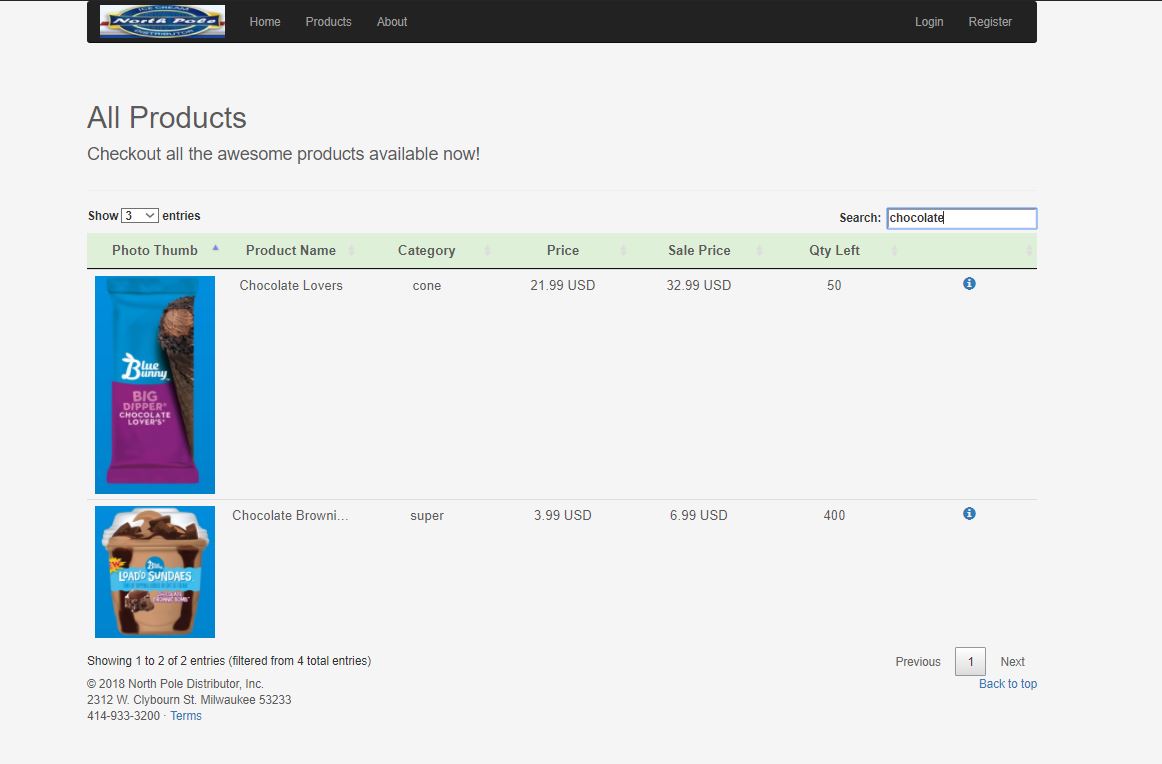 ICE CREAM
North Pole
DISTRIBUTOR
Home Products About Login Register
All Products
Checkout all the awesome products available now!
Show 3 entries Search: chocolate
Photo Thumb Product Name Category Price Sale Price Qty Left
Chocolate Lovers cone 21.99 USD 32.99 USD 50
Blue
Bunny
BIG
DIPPER®
CHOCOLATE
LOVER'S®
Chocolate Browni... super 3.99 USD 6.99 USD 400
Blue
LOAD'D SUNDAES
CHOCOLATE
BROWNIE BOMB
Showing 1 to 2 of 2 entries (filtered from 4 total entries) Previous 1 Next
© 2018 North Pole Distributor, Inc. Back to top
2312 W. Clybourn St. Milwaukee 53233
414-933-3200 · Terms